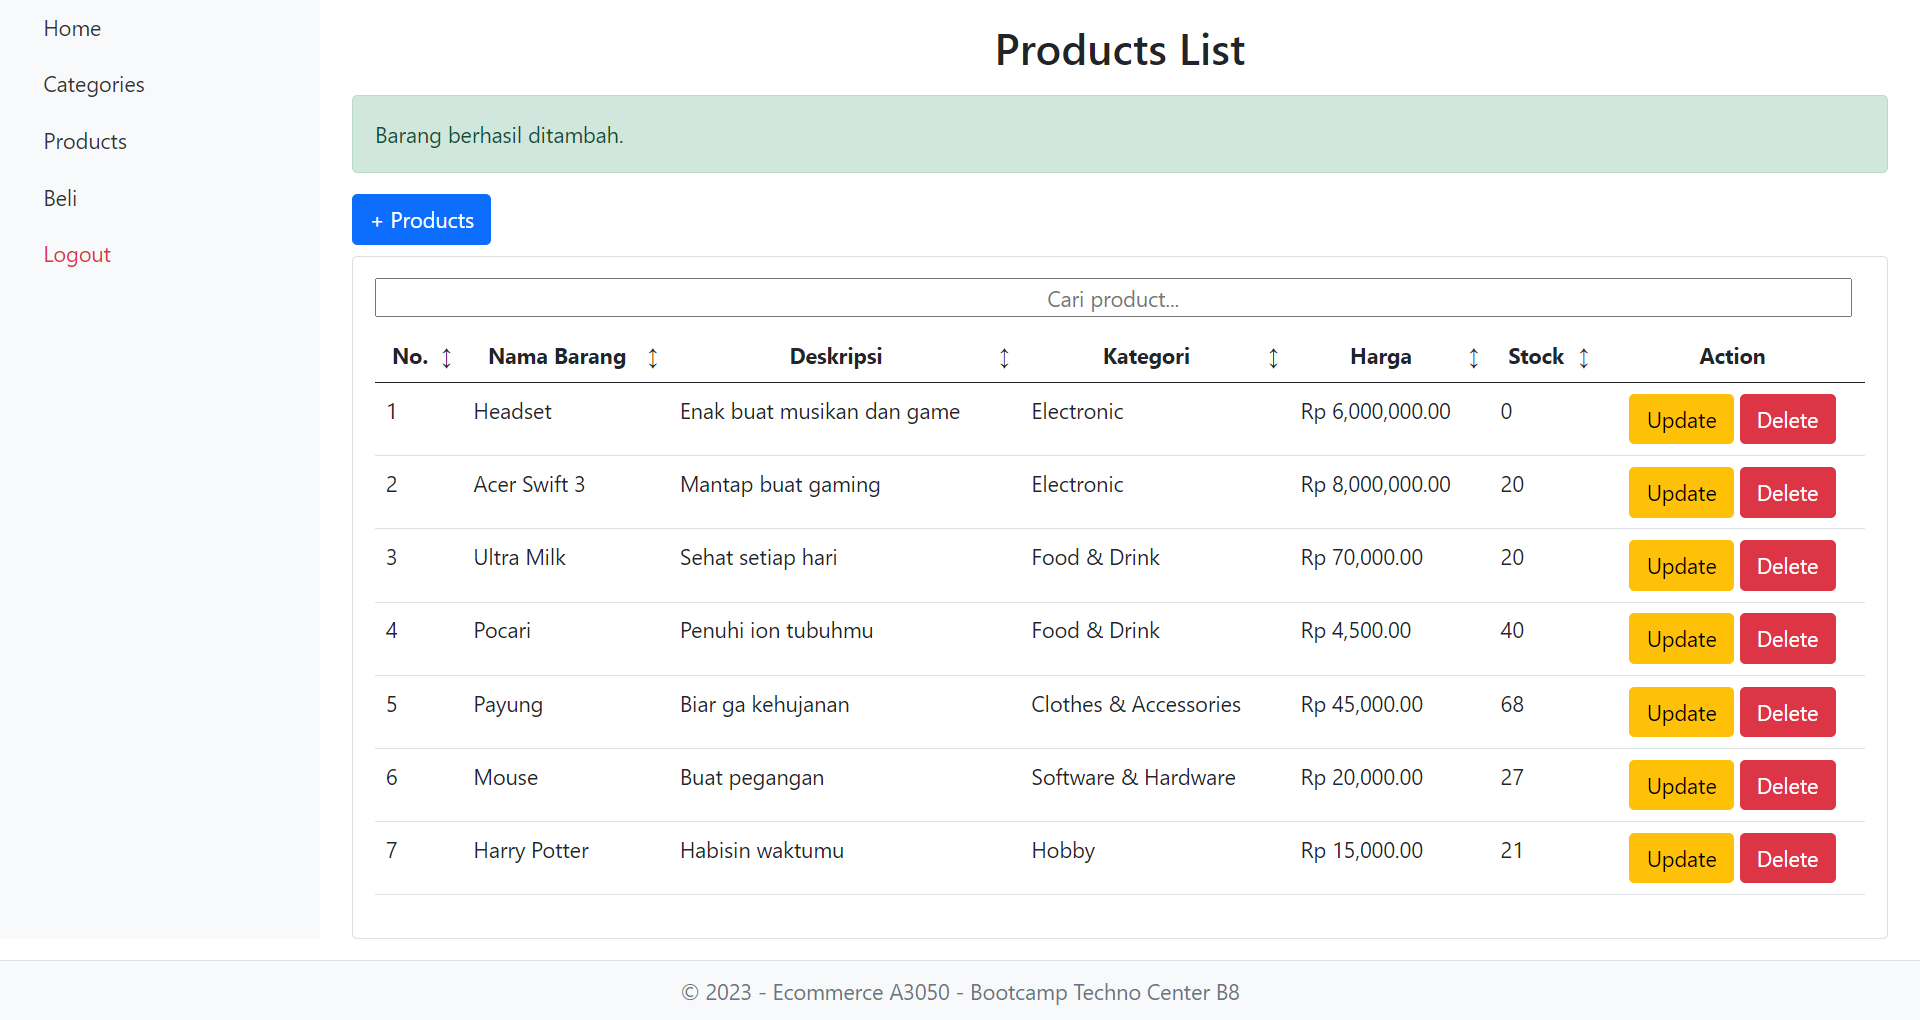 Home
Categories
Products
Beli
Logout
Products List
Barang berhasil ditambah.
+ Products
Cari product...
No. ↕ Nama Barang ↕ Deskripsi ↕ Kategori ↕ Harga ↕ Stock ↕ Action
1 Headset Enak buat musikan dan game Electronic Rp 6,000,000.00 0 Update Delete
2 Acer Swift 3 Mantap buat gaming Electronic Rp 8,000,000.00 20 Update Delete
3 Ultra Milk Sehat setiap hari Food & Drink Rp 70,000.00 20 Update Delete
4 Pocari Penuhi ion tubuhmu Food & Drink Rp 4,500.00 40 Update Delete
5 Payung Biar ga kehujanan Clothes & Accessories Rp 45,000.00 68 Update Delete
6 Mouse Buat pegangan Software & Hardware Rp 20,000.00 27 Update Delete
7 Harry Potter Habisin waktumu Hobby Rp 15,000.00 21 Update Delete
© 2023 - Ecommerce A3050 - Bootcamp Techno Center B8